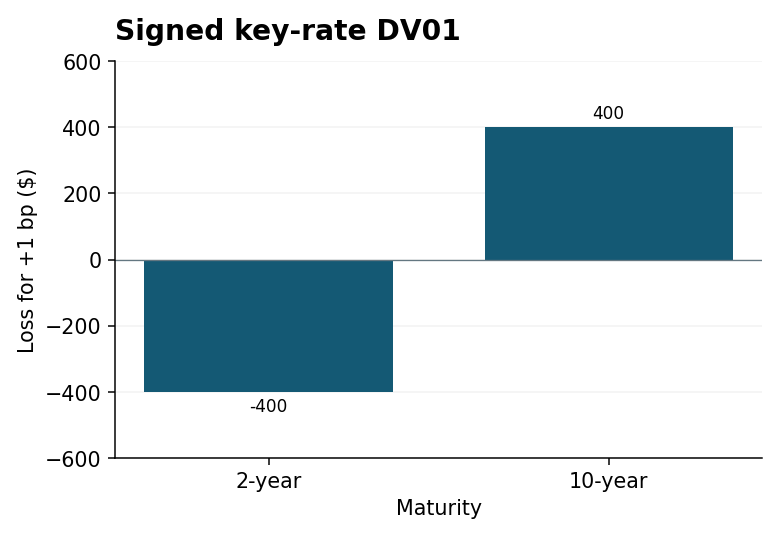 Signed key-rate DV01
Loss for +1 bp ($)
600
400
200
0
−200
−400
−600
-400
400
2-year
10-year
Maturity